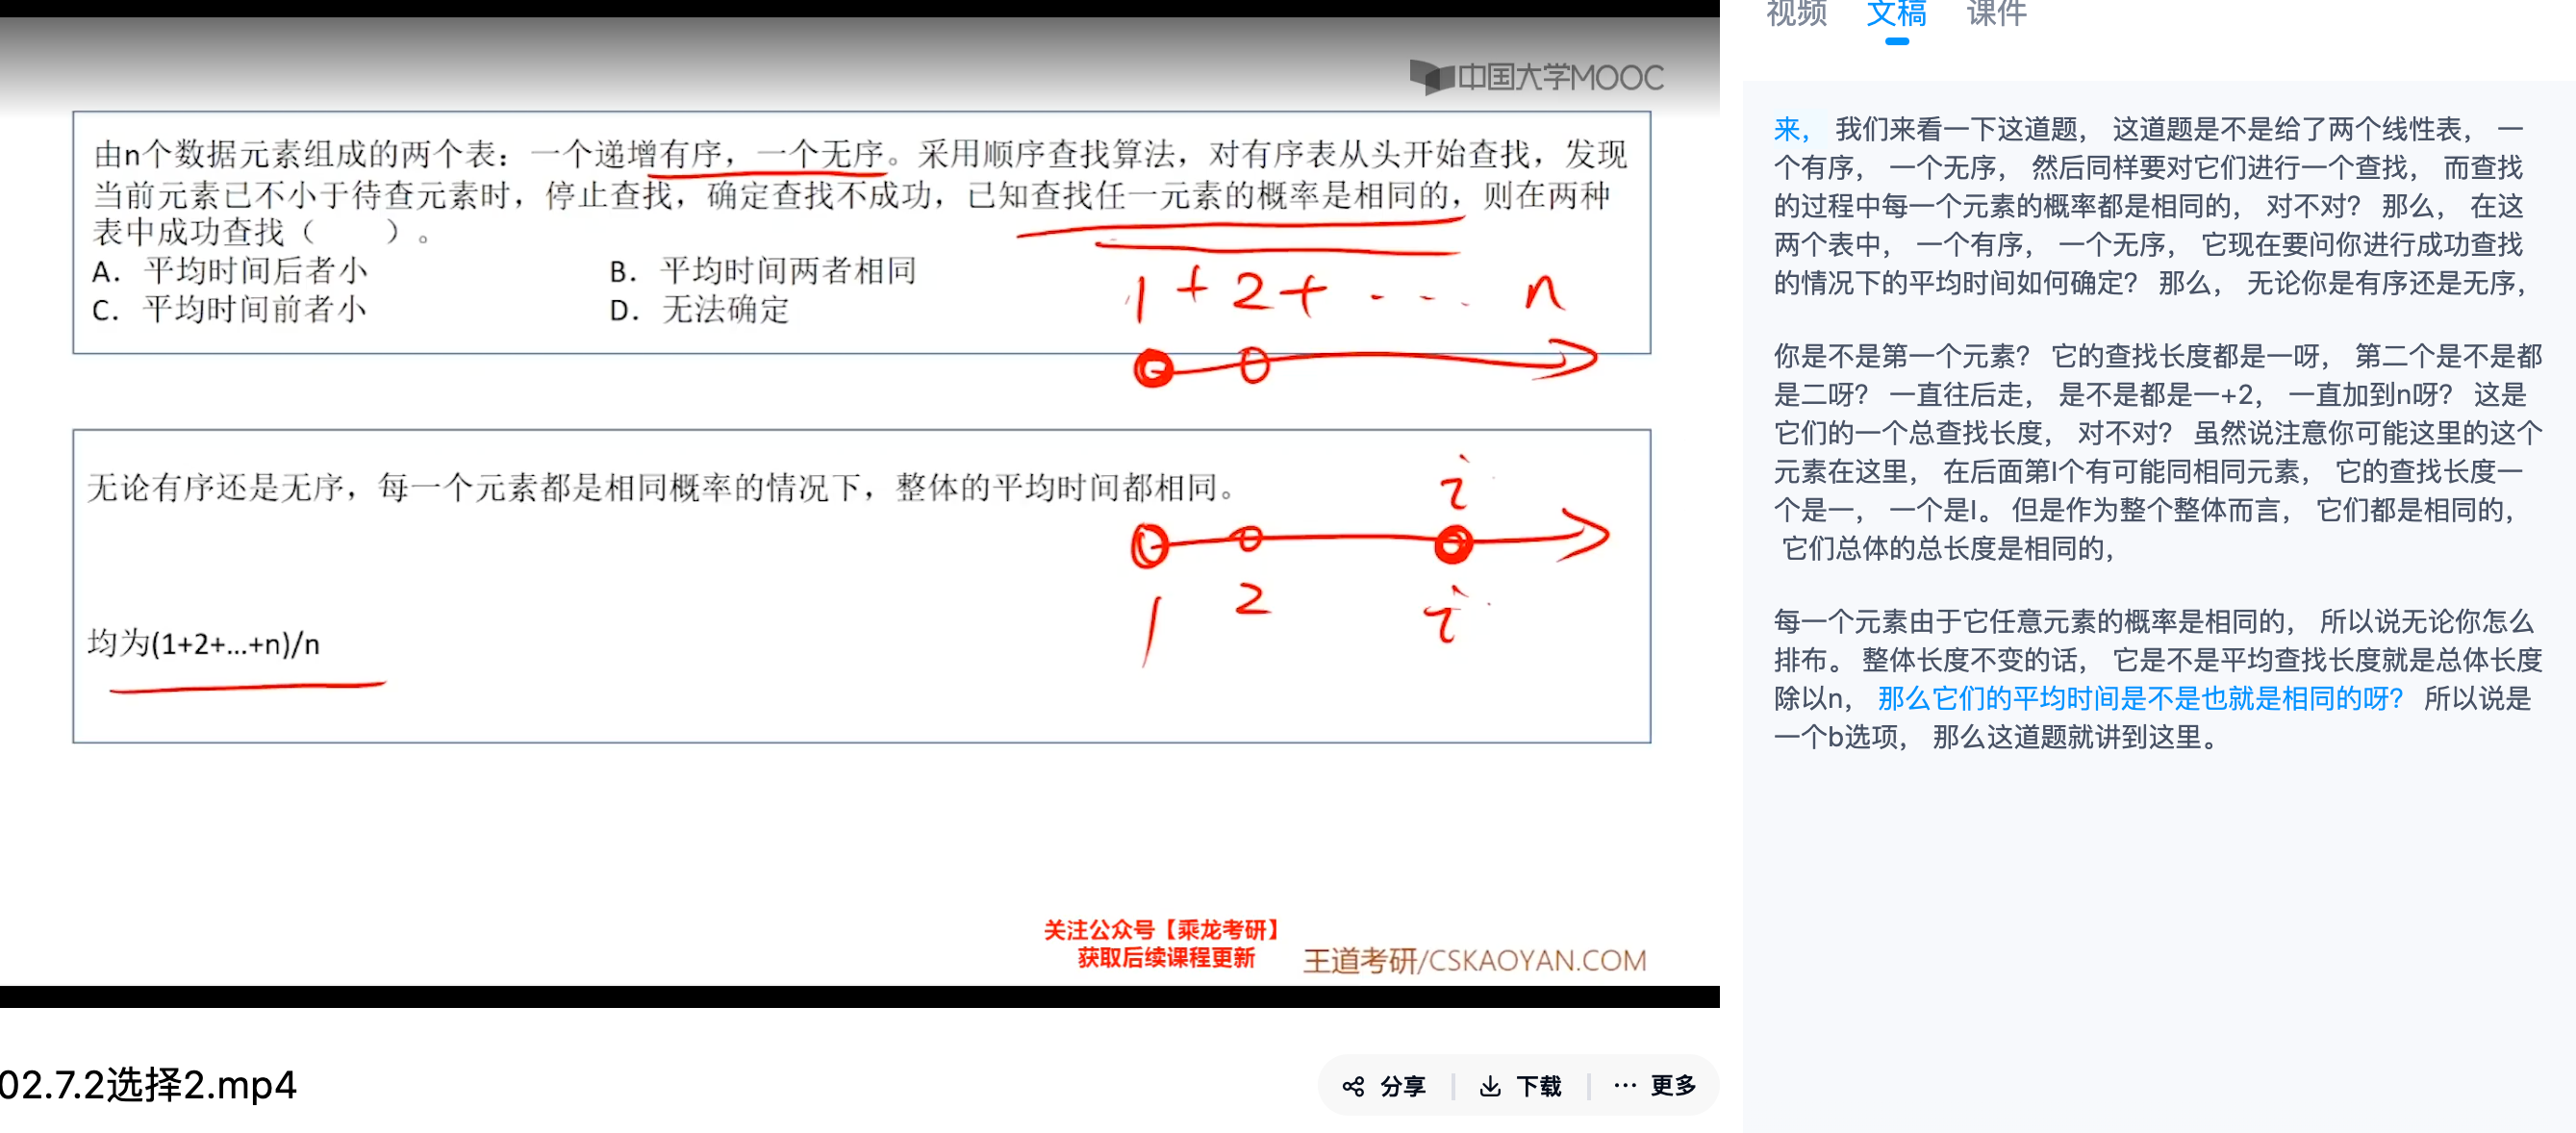 中国大学MOOC
由n个数据元素组成的两个表：一个递增有序，一个无序。采用顺序查找算法，对有序表从头开始查找，发现
当前元素已不小于待查元素时，停止查找，确定查找不成功，已知查找任一元素的概率是相同的，则在两种
表中成功查找（　　）。
A．平均时间后者小　B．平均时间两者相同
C．平均时间前者小　D．无法确定
1 + 2 + · · · n
无论有序还是无序，每一个元素都是相同概率的情况下，整体的平均时间都相同。
i
1 2 i
均为(1+2+...+n)/n
关注公众号【乘龙考研】
获取后续课程更新
王道考研/CSKAOYAN.COM
02.7.2选择2.mp4
分享 下载 ··· 更多
视频 文稿 课件
来， 我们来看一下这道题， 这道题是不是给了两个线性表， 一
个有序， 一个无序， 然后同样要对它们进行一个查找， 而查找
的过程中每一个元素的概率都是相同的， 对不对？ 那么， 在这
两个表中， 一个有序， 一个无序， 它现在要问你进行成功查找
的情况下的平均时间如何确定？ 那么， 无论你是有序还是无序，
你是不是第一个元素？ 它的查找长度都是一呀， 第二个是不是都
是二呀？ 一直往后走， 是不是都是一+2， 一直加到n呀？ 这是
它们的一个总查找长度， 对不对？ 虽然说注意你可能这里的这个
元素在这里， 在后面第I个有可能同相同元素， 它的查找长度一
个是一， 一个是I。 但是作为整个整体而言， 它们都是相同的，
它们总体的总长度是相同的，
每一个元素由于它任意元素的概率是相同的， 所以说无论你怎么
排布。 整体长度不变的话， 它是不是平均查找长度就是总体长度
除以n， 那么它们的平均时间是不是也就是相同的呀？ 所以说是
一个b选项， 那么这道题就讲到这里。